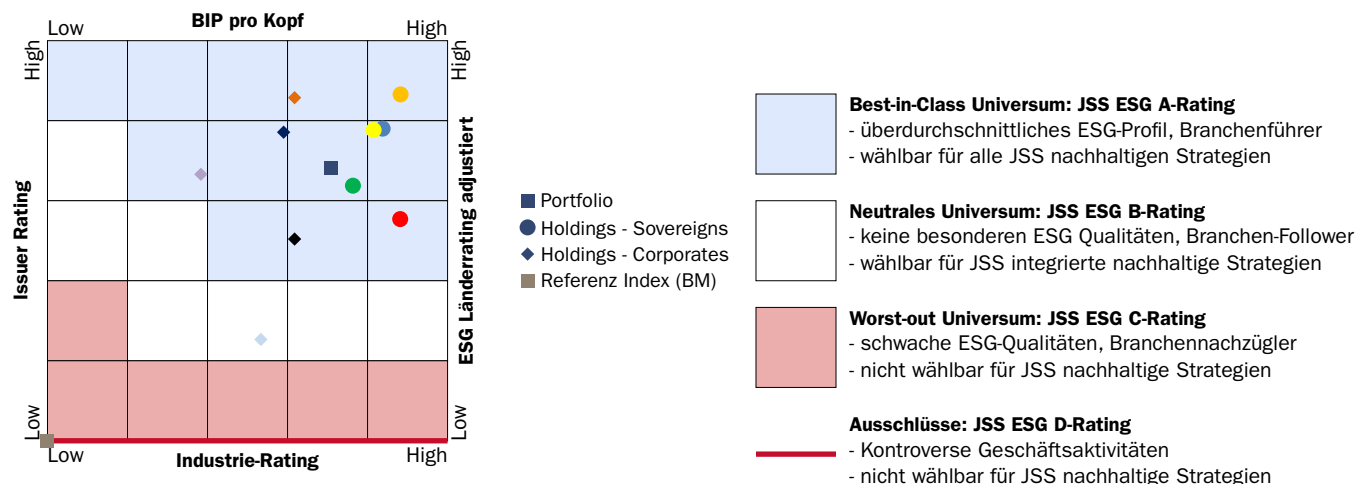 BIP pro Kopf
Low
High
High
High
Issuer Rating
ESG Länderrating adjustiert
Low
Low
Low
High
Industrie-Rating
Portfolio
Holdings - Sovereigns
Holdings - Corporates
Referenz Index (BM)
Best-in-Class Universum: JSS ESG A-Rating
- überdurchschnittliches ESG-Profil, Branchenführer
- wählbar für alle JSS nachhaltigen Strategien
Neutrales Universum: JSS ESG B-Rating
- keine besonderen ESG Qualitäten, Branchen-Follower
- wählbar für JSS integrierte nachhaltige Strategien
Worst-out Universum: JSS ESG C-Rating
- schwache ESG-Qualitäten, Branchennachzügler
- nicht wählbar für JSS nachhaltige Strategien
Ausschlüsse: JSS ESG D-Rating
- Kontroverse Geschäftsaktivitäten
- nicht wählbar für JSS nachhaltige Strategien